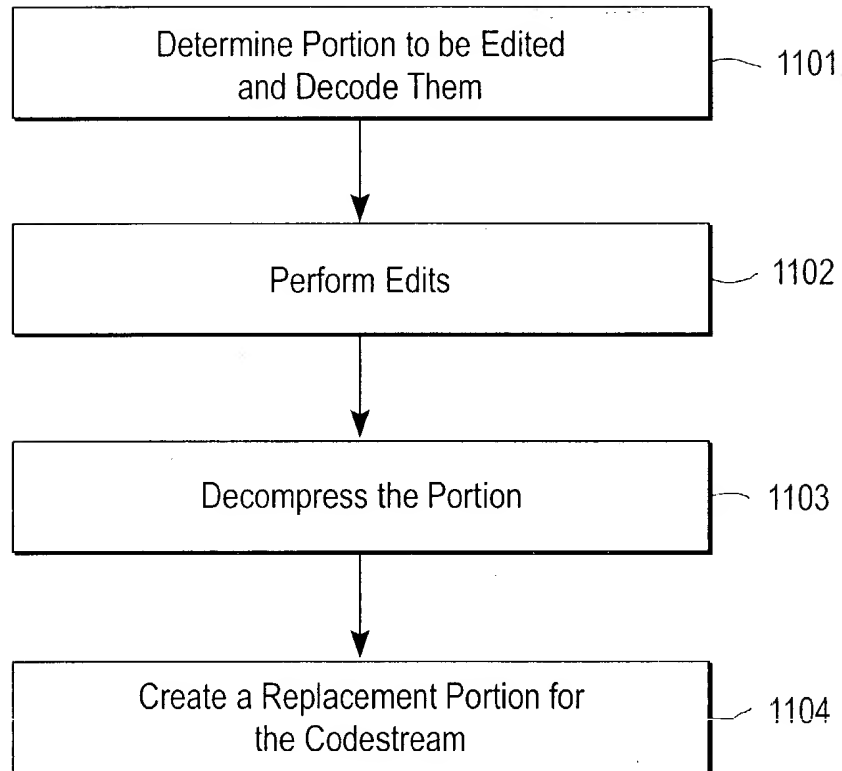 Determine Portion to be Edited
and Decode Them
1101
Perform Edits
1102
Decompress the Portion
1103
Create a Replacement Portion for
the Codestream
1104